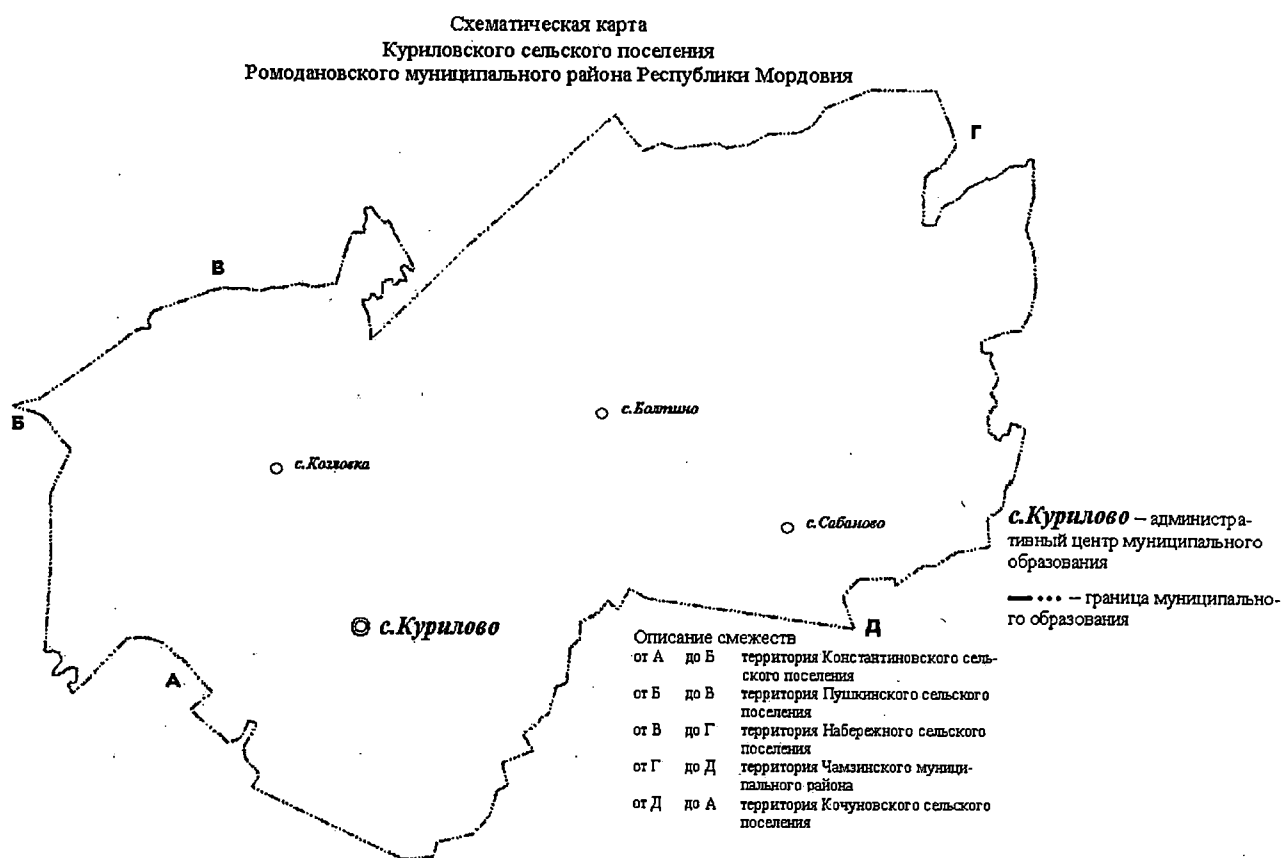 Схематическая карта
Куриловского сельского поселения
Ромодановского муниципального района Республики Мордовия
Г
В
Б
с.Болтино
с.Козловка
с.Сабаново
с.Курилово – администра-
тивный центр муниципального
образования
– граница муниципально-
го образования
с.Курилово
Д
А
Описание смежеств
от А до Б территория Константиновского сель-
ского поселения
от Б до В территория Пушкинского сельского
поселения
от В до Г территория Набережного сельского
поселения
от Г до Д территория Чамзинского муници-
пального района
от Д до А территория Кочуновского сельского
поселения